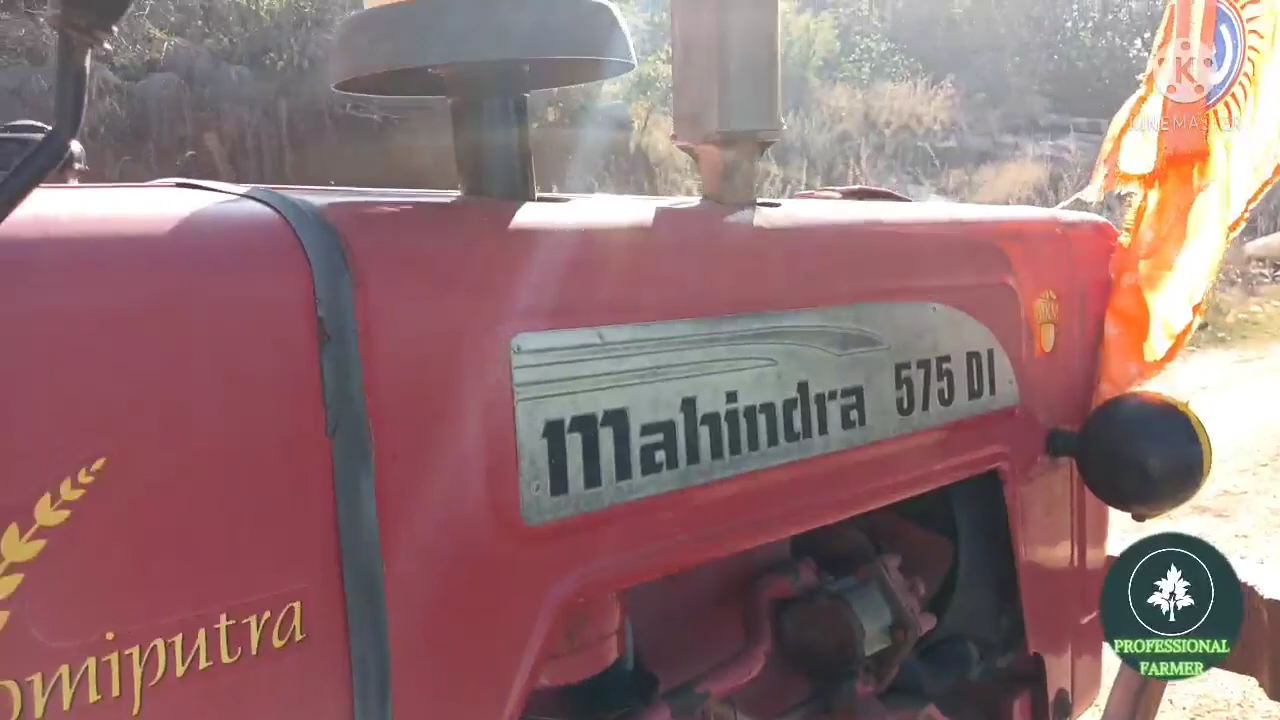 K
KINEMASTER
mahindra 575 DI
omiputra
PROFESSIONAL
FARMER